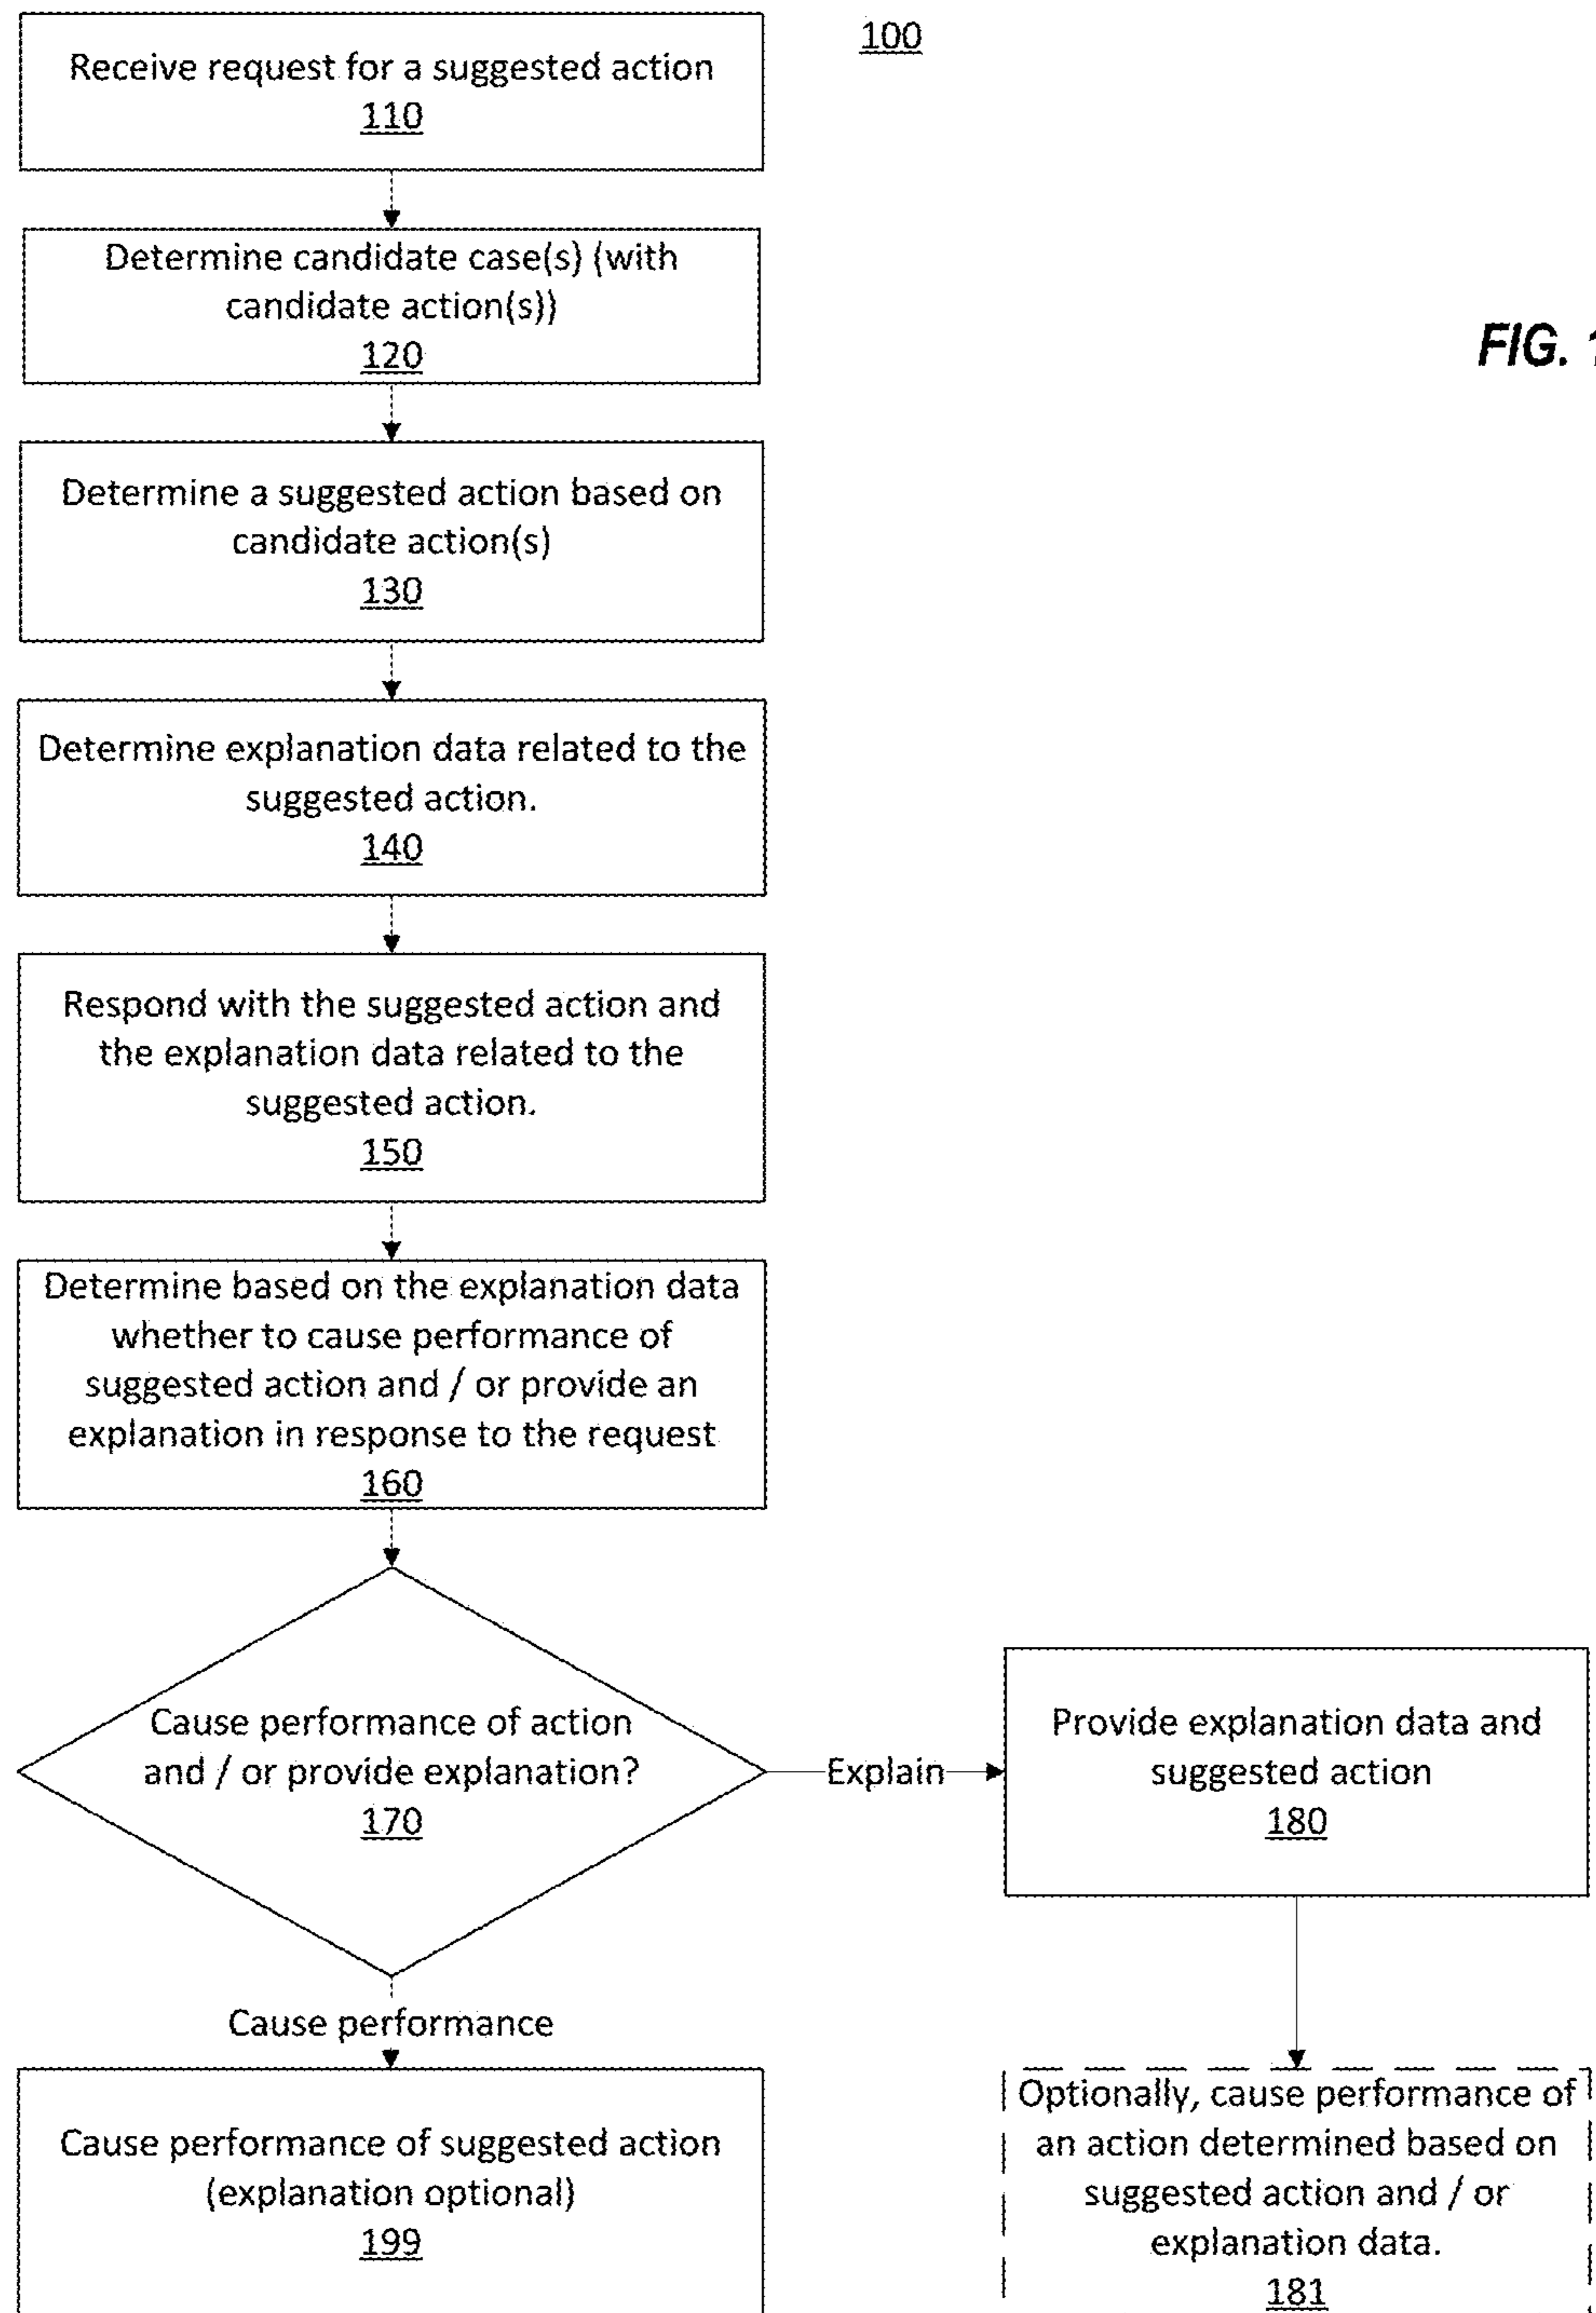 100
Receive request for a suggested action
110
Determine candidate case(s) (with
candidate action(s))
120
FIG. 1
Determine a suggested action based on
candidate action(s)
130
Determine explanation data related to the
suggested action.
140
Respond with the suggested action and
the explanation data related to the
suggested action.
150
Determine based on the explanation data
whether to cause performance of
suggested action and / or provide an
explanation in response to the request
160
Cause performance of action
and / or provide explanation?
170
Explain
Provide explanation data and
suggested action
180
Cause performance
Cause performance of suggested action
(explanation optional)
199
Optionally, cause performance of
an action determined based on
suggested action and / or
explanation data.
181